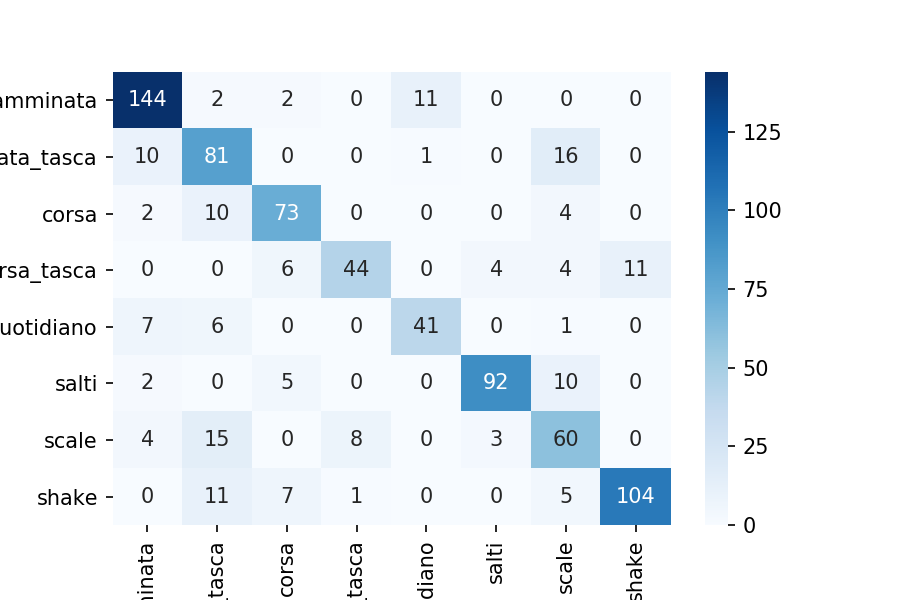 amminata 144 2 2 0 11 0 0 0
ata_tasca 10 81 0 0 1 0 16 0
corsa 2 10 73 0 0 0 4 0
rsa_tasca 0 0 6 44 0 4 4 11
uotidiano 7 6 0 0 41 0 1 0
salti 2 0 5 0 0 92 10 0
scale 4 15 0 8 0 3 60 0
shake 0 11 7 1 0 0 5 104
minata
_tasca
corsa
_tasca
diano
salti
scale
shake
125
100
75
50
25
0